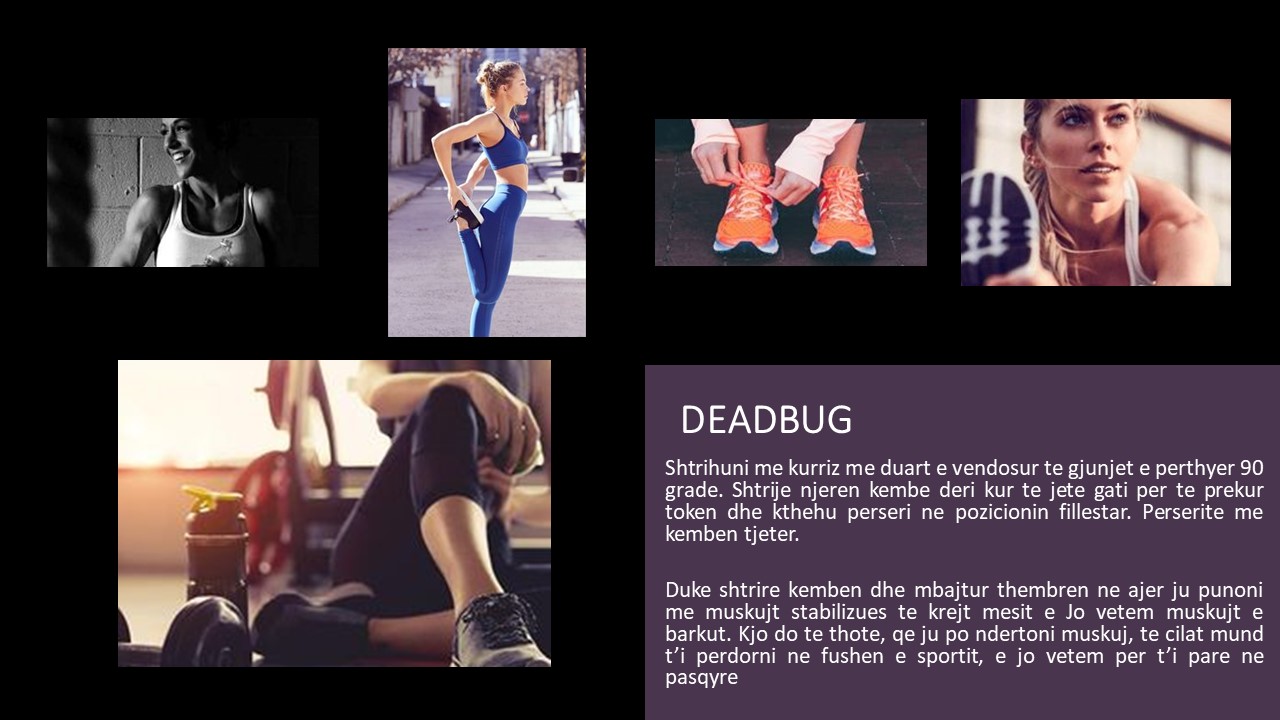 DEADBUG
Shtrihuni me kurriz me duart e vendosur te gjunjet e perthyer 90
grade. Shtrije njeren kembe deri kur te jete gati per te prekur
token dhe kthehu perseri ne pozicionin fillestar. Perserite me
kemben tjeter.
Duke shtrire kemben dhe mbajtur thembren ne ajer ju punoni
me muskujt stabilizues te krejt mesit e Jo vetem muskujt e
barkut. Kjo do te thote, qe ju po ndertoni muskuj, te cilat mund
t’i perdorni ne fushen e sportit, e jo vetem per t’i pare ne
pasqyre